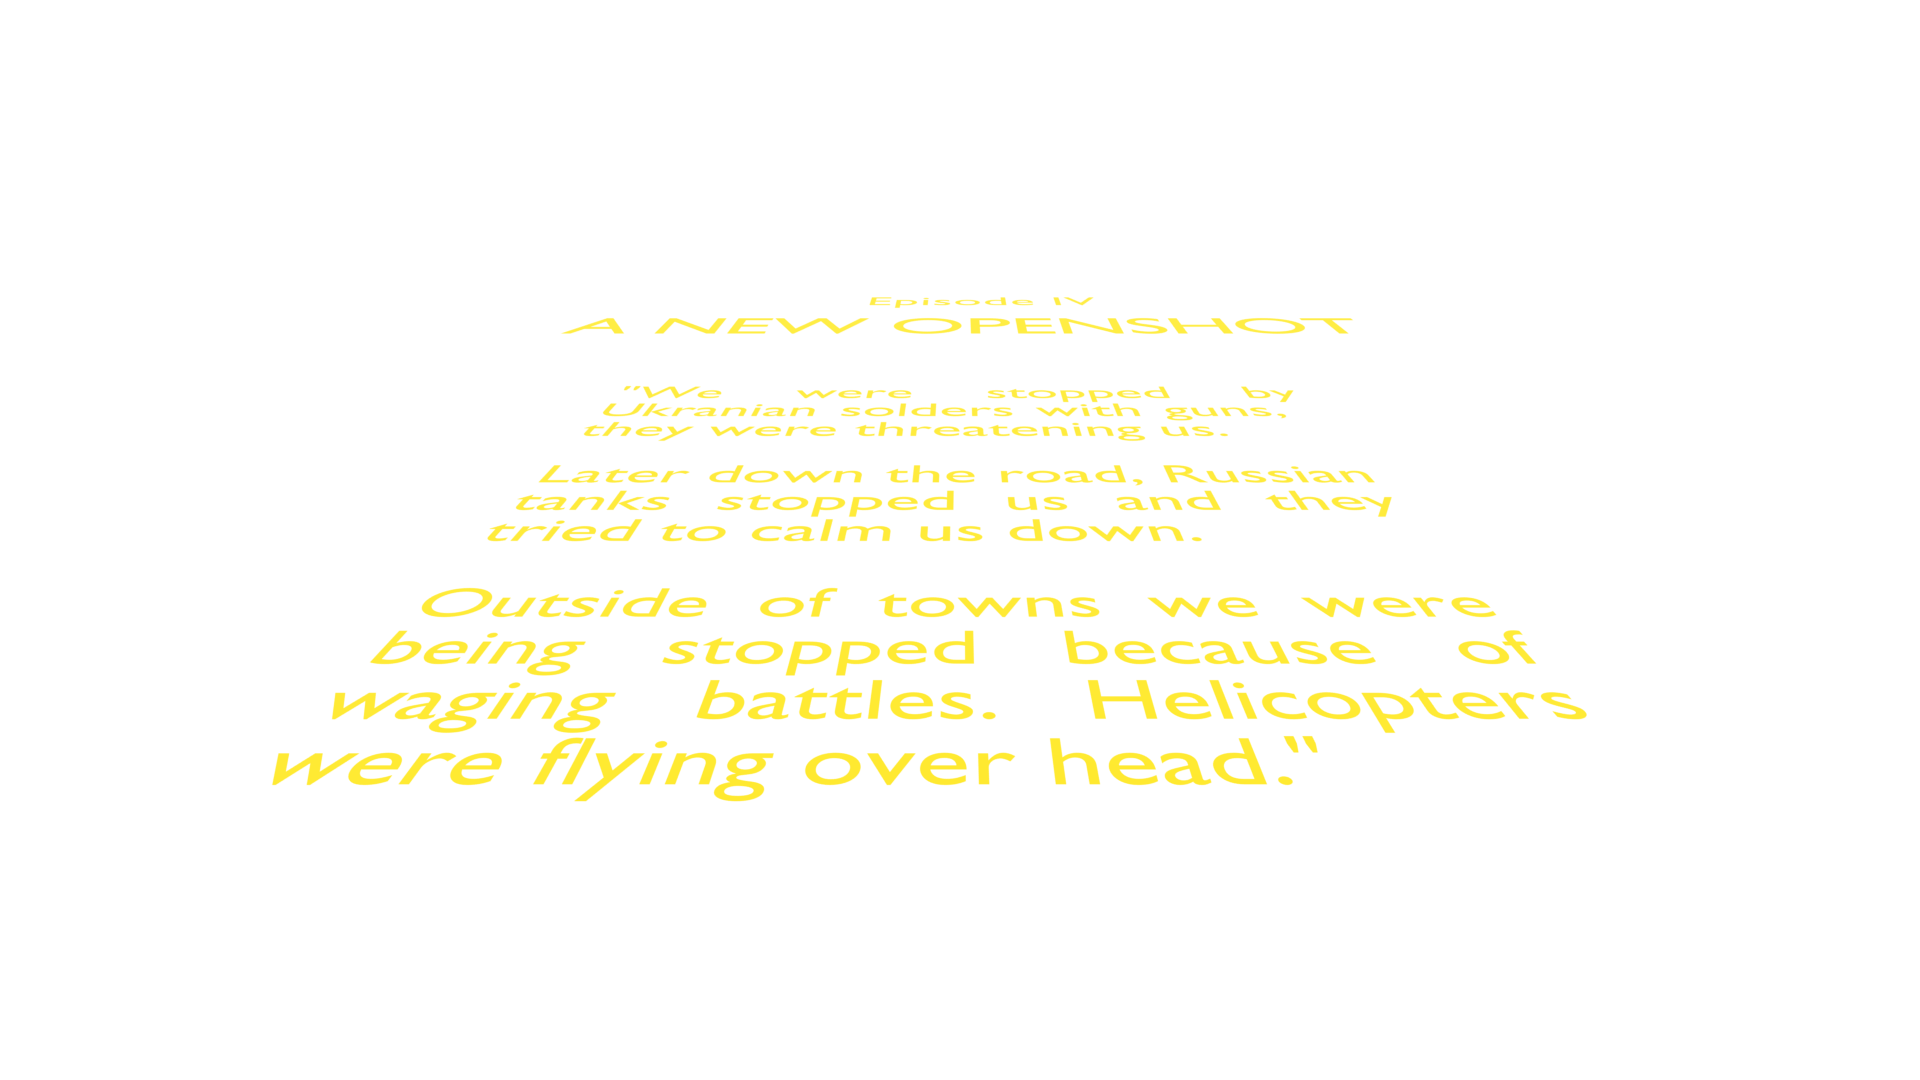 Episode IV
A NEW OPENSHOT
"We were stopped by
Ukranian solders with guns,
they were threatening us.
Later down the road, Russian
tanks stopped us and they
tried to calm us down.
Outside of towns we were
being stopped because of
waging battles. Helicopters
were flying over head."